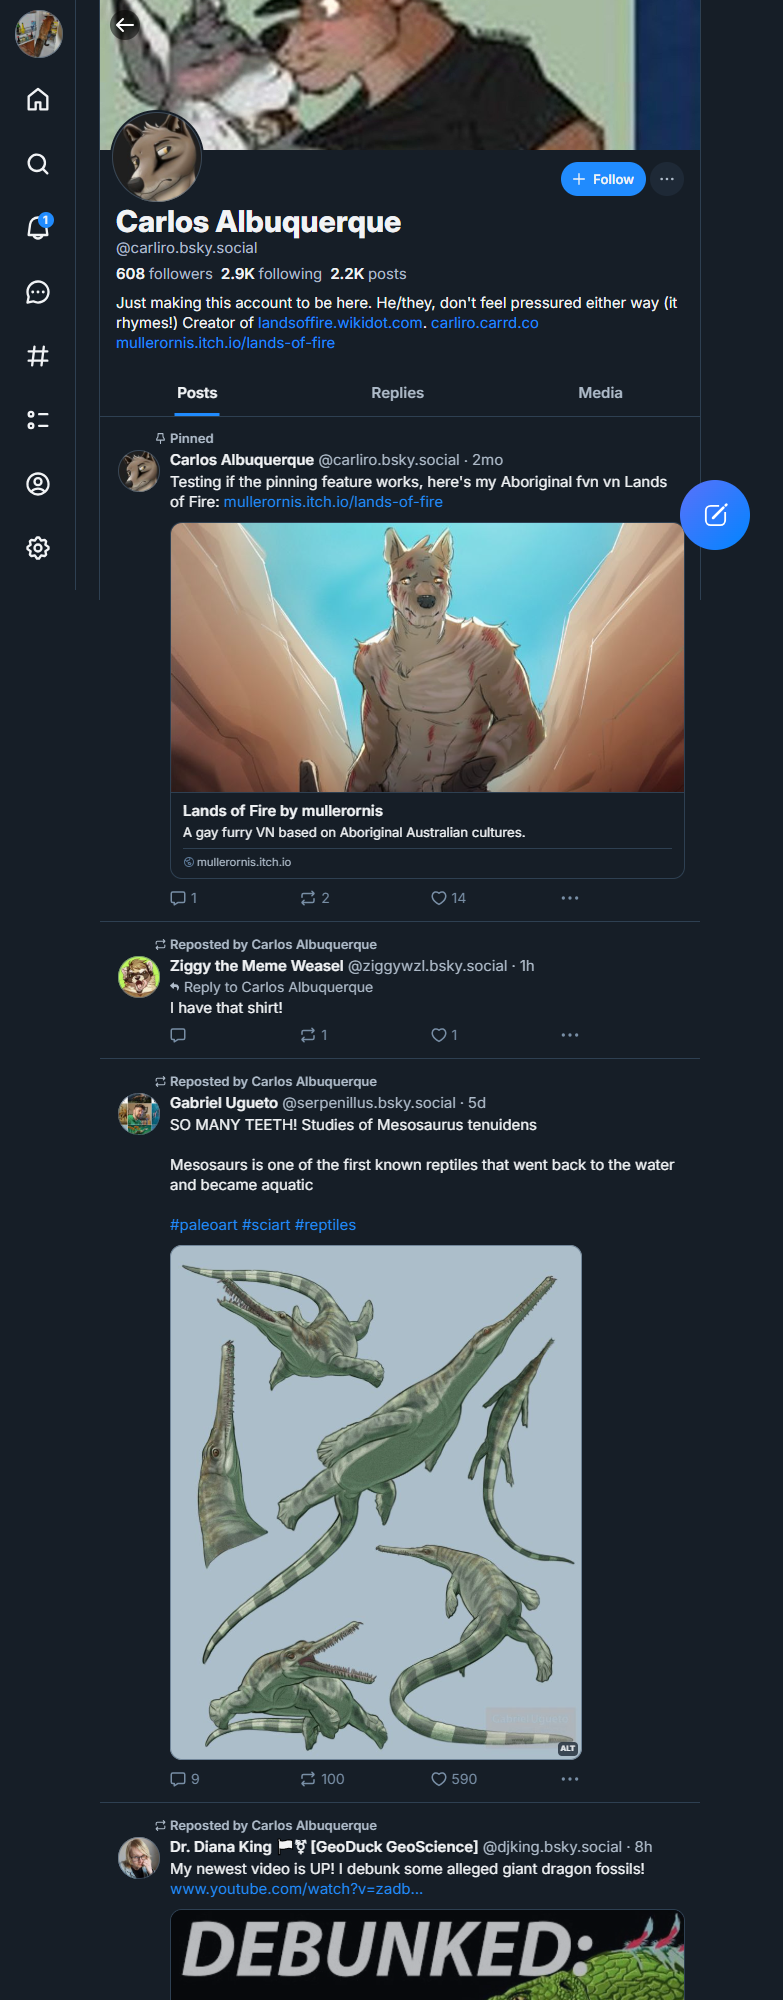 1
+ Follow
Carlos Albuquerque
@carliro.bsky.social
608 followers 2.9K following 2.2K posts
Just making this account to be here. He/they, don't feel pressured either way (it
rhymes!) Creator of landsoffire.wikidot.com. carliro.carrd.co
mullerornis.itch.io/lands-of-fire
Posts Replies Media
Pinned
Carlos Albuquerque @carliro.bsky.social · 2mo
Testing if the pinning feature works, here's my Aboriginal fvn vn Lands
of Fire: mullerornis.itch.io/lands-of-fire
Lands of Fire by mullerornis
A gay furry VN based on Aboriginal Australian cultures.
mullerornis.itch.io
1 2 14
Reposted by Carlos Albuquerque
Ziggy the Meme Weasel @ziggywzl.bsky.social · 1h
Reply to Carlos Albuquerque
I have that shirt!
1 1
Reposted by Carlos Albuquerque
Gabriel Ugueto @serpenillus.bsky.social · 5d
SO MANY TEETH! Studies of Mesosaurus tenuidens
Mesosaurs is one of the first known reptiles that went back to the water
and became aquatic
#paleoart #sciart #reptiles
ALT
9 100 590
Reposted by Carlos Albuquerque
Dr. Diana King 🏳️‍⚧ [GeoDuck GeoScience] @djking.bsky.social · 8h
My newest video is UP! I debunk some alleged giant dragon fossils!
www.youtube.com/watch?v=zadb...
DEBUNKED: